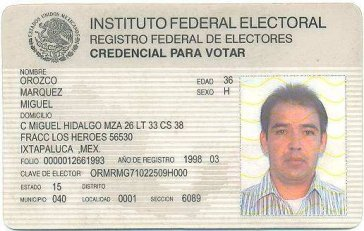 ESTADOS UNIDOS MEXICANOS
INSTITUTO FEDERAL ELECTORAL
REGISTRO FEDERAL DE ELECTORES
CREDENCIAL PARA VOTAR
NOMBRE
OROZCO
MARQUEZ
MIGUEL
EDAD 36
SEXO H
DOMICILIO
C MIGUEL HIDALGO MZA 26 LT 33 CS 38
FRACC LOS HEROES 56530
IXTAPALUCA ,MEX.
FOLIO 0000012661993 AÑO DE REGISTRO 1998 03
CLAVE DE ELECTOR ORMRMG71022509H000
ESTADO 15 DISTRITO
MUNICIPIO 040 LOCALIDAD 0001 SECCION 6089